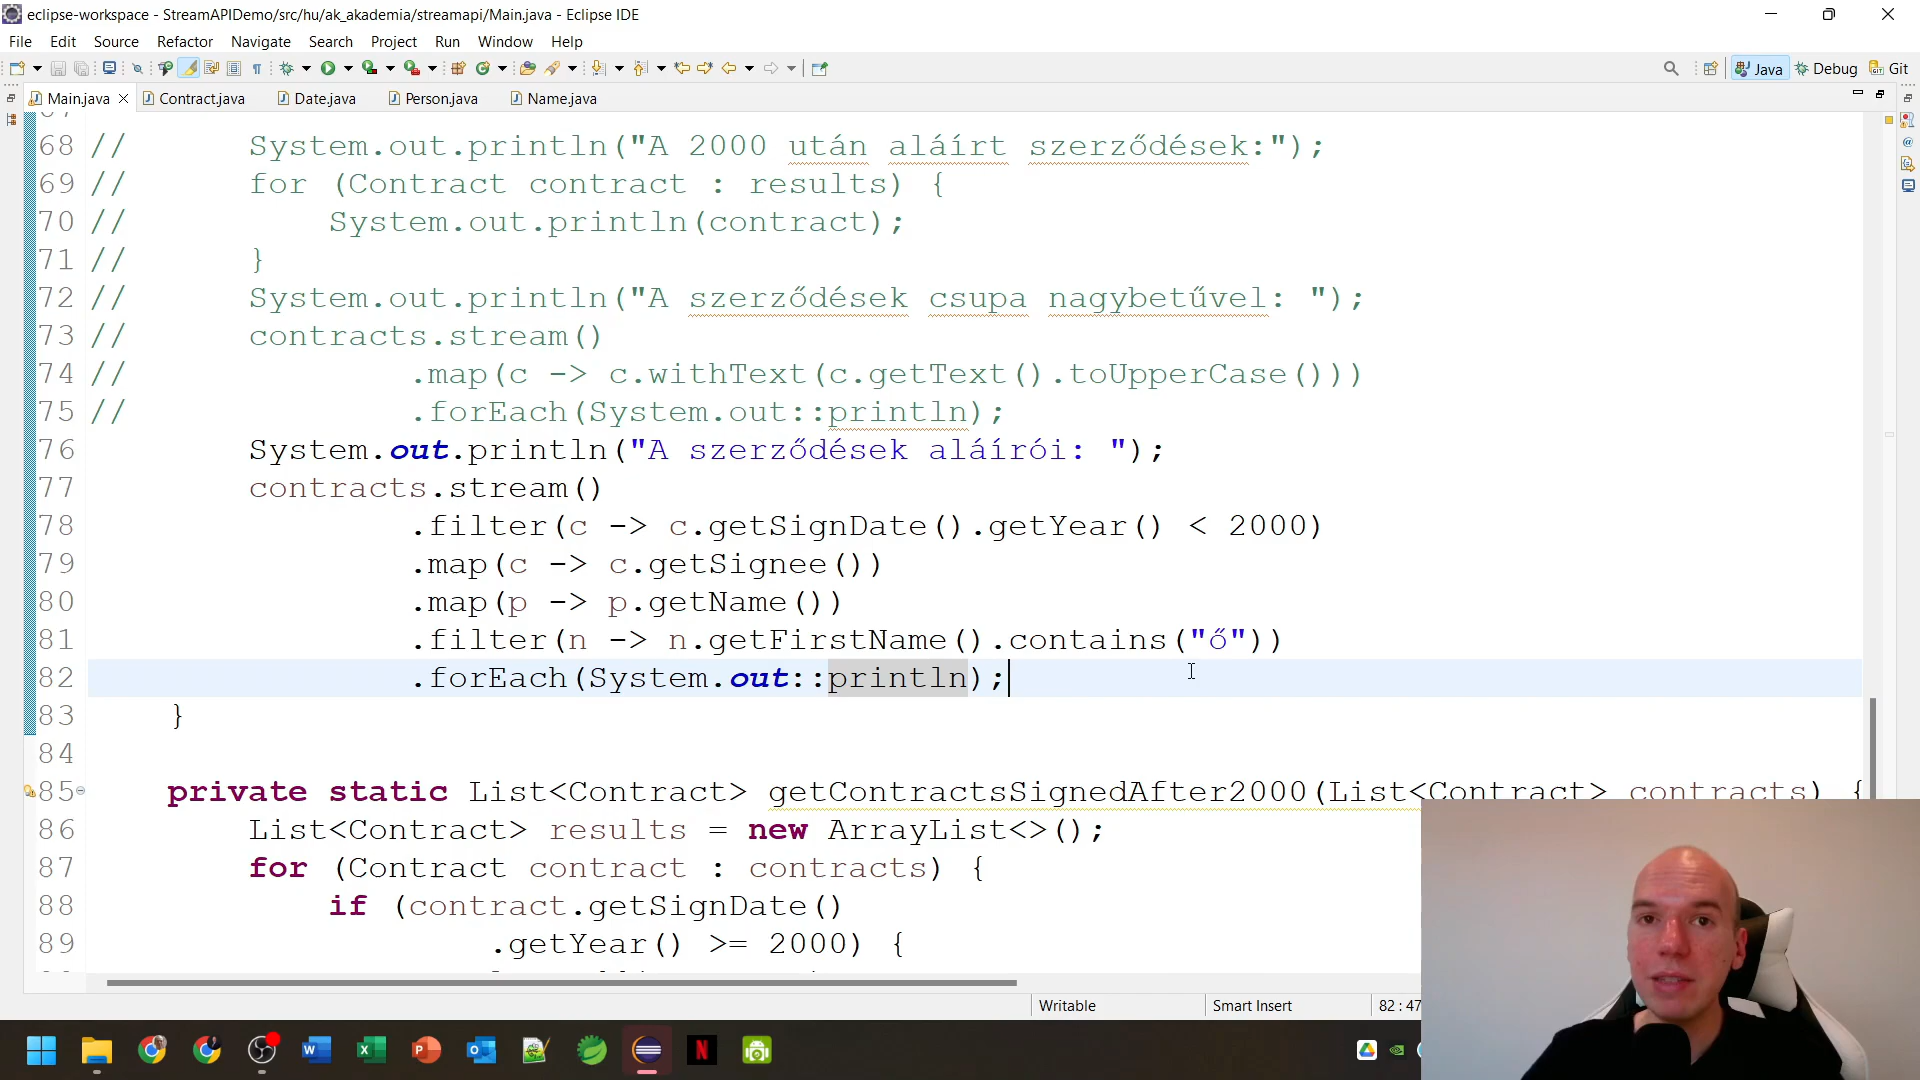 eclipse-workspace - StreamAPIDemo/src/hu/ak_akademia/streamapi/Main.java - Eclipse IDE
File Edit Source Refactor Navigate Search Project Run Window Help
Java Debug Git
Main.java Contract.java Date.java Person.java Name.java
68 // System.out.println("A 2000 után aláírt szerződések:");
69 // for (Contract contract : results) {
70 // System.out.println(contract);
71 // }
72 // System.out.println("A szerződések csupa nagybetűvel: ");
73 // contracts.stream()
74 // .map(c -> c.withText(c.getText().toUpperCase()))
75 // .forEach(System.out::println);
76 System.out.println("A szerződések aláírói: ");
77 contracts.stream()
78 .filter(c -> c.getSignDate().getYear() < 2000)
79 .map(c -> c.getSignee())
80 .map(p -> p.getName())
81 .filter(n -> n.getFirstName().contains("ő"))
82 .forEach(System.out::println);
83 }
84
85 private static List<Contract> getContractsSignedAfter2000(List<Contract> contracts) {
86 List<Contract> results = new ArrayList<>();
87 for (Contract contract : contracts) {
88 if (contract.getSignDate()
89 .getYear() >= 2000) {
Writable Smart Insert 82 : 47